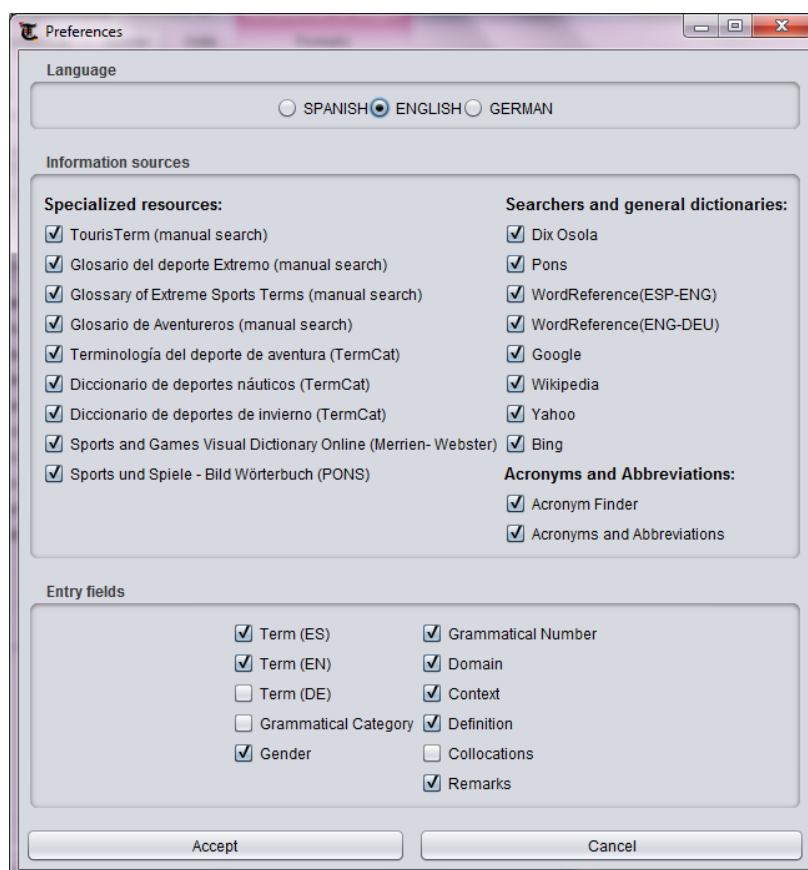 Preferences
Language
SPANISH ENGLISH GERMAN
Information sources
Specialized resources:
TourisTerm (manual search)
Glosario del deporte Extremo (manual search)
Glossary of Extreme Sports Terms (manual search)
Glosario de Aventureros (manual search)
Terminología del deporte de aventura (TermCat)
Diccionario de deportes náuticos (TermCat)
Diccionario de deportes de invierno (TermCat)
Sports and Games Visual Dictionary Online (Merrien- Webster)
Sports und Spiele - Bild Wörterbuch (PONS)
Searchers and general dictionaries:
Dix Osola
Pons
WordReference(ESP-ENG)
WordReference(ENG-DEU)
Google
Wikipedia
Yahoo
Bing
Acronyms and Abbreviations:
Acronym Finder
Acronyms and Abbreviations
Entry fields
Term (ES)
Term (EN)
Term (DE)
Grammatical Category
Gender
Grammatical Number
Domain
Context
Definition
Collocations
Remarks
Accept
Cancel